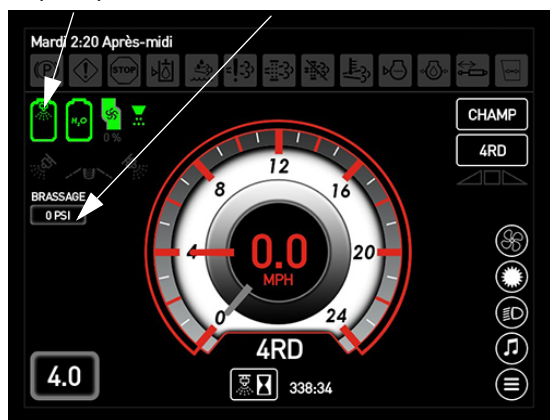 Mardi 2:20 Après-midi
STOP
H₂O
0 %
CHAMP
4RD
BRASSAGE
0 PSI
12
8
16
4
20
0
24
0.0
MPH
4RD
4.0
338:34